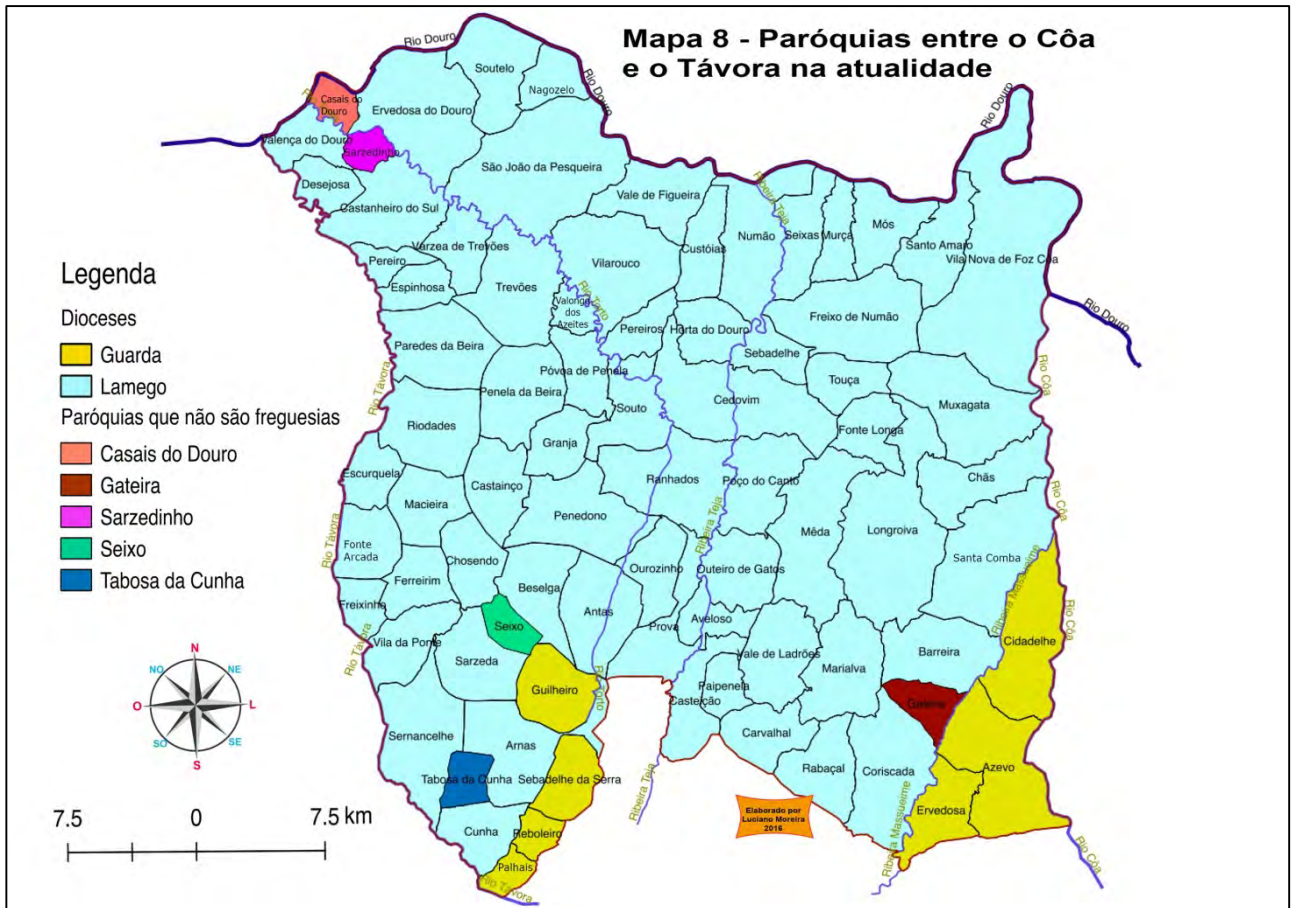 Mapa 8 - Paróquias entre o Côa
e o Távora na atualidade
Rio Douro
Rio Douro
Rio Douro
Rio Douro
Rio Douro
Soutelo
Nagozelo
Casais do
Douro
Ervedosa do Douro
Valença do Douro
Sarzedinho
São João da Pesqueira
Desejosa
Castanheiro do Sul
Vale de Figueira
Ribeira Teja
Custóias
Numão
Seixas
Murça
Mós
Santo Amaro
Vila Nova de Foz Côa
Várzea de Trevões
Pereiro
Espinhosa
Trevões
Vilarouco
Rio Torto
Valongo
dos
Azeites
Pereiros
Horta do Douro
Freixo de Numão
Sebadelhe
Paredes da Beira
Póvoa de Penela
Penela da Beira
Souto
Cedovim
Touça
Muxagata
Rio Távora
Rio Côa
Riodades
Granja
Fonte Longa
Escurquela
Castainço
Ranhados
Poço do Canto
Chãs
Macieira
Penedono
Mêda
Longroiva
Rio Côa
Rio Távora
Fonte
Arcada
Chosendo
Ribeira Teja
Santa Comba
Ferreirim
Beselga
Ourozinho
Outeiro de Gatos
Ribeira Massueime
Freixinho
Antas
Seixo
Prova
Aveloso
Cidadelhe
Rio Côa
Rio Távora
Vila da Ponte
Sarzeda
Vale de Ladrões
Marialva
Barreira
Guilheiro
Rio Torto
Paipenela
Casteição
Gateira
Sernancelhe
Arnas
Carvalhal
Tabosa da Cunha
Sebadelhe da Serra
Rabaçal
Coriscada
Azevo
Ribeira Teja
Ervedosa
Cunha
Reboleiro
Ribeira Massueime
Palhais
Rio Távora
Rio Côa
Legenda
Dioceses
Guarda
Lamego
Paróquias que não são freguesias
Casais do Douro
Gateira
Sarzedinho
Seixo
Tabosa da Cunha
N
NO
NE
O
L
SO
SE
S
7.5
0
7.5 km
Elaborado por
Luciano Moreira
2016